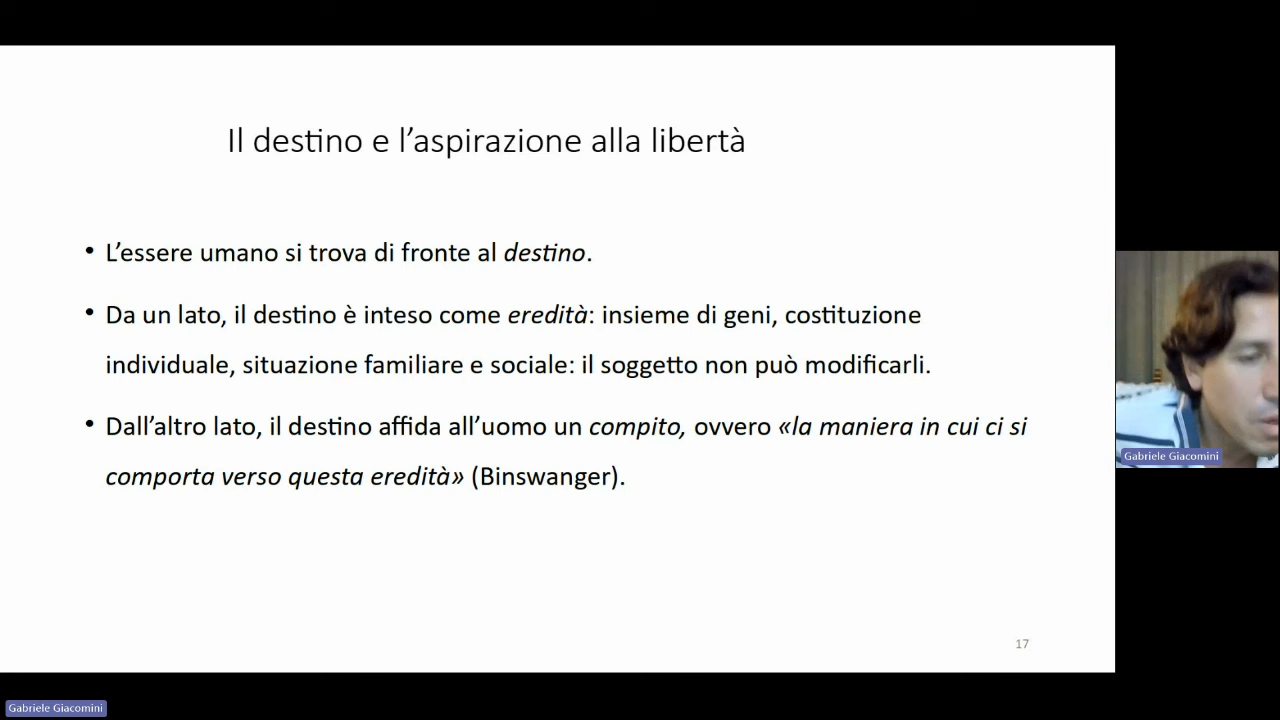 Il destino e l’aspirazione alla libertà
• L’essere umano si trova di fronte al destino.
• Da un lato, il destino è inteso come eredità: insieme di geni, costituzione
individuale, situazione familiare e sociale: il soggetto non può modificarli.
• Dall’altro lato, il destino affida all’uomo un compito, ovvero «la maniera in cui ci si
comporta verso questa eredità» (Binswanger).
17
Gabriele Giacomini
Gabriele Giacomini